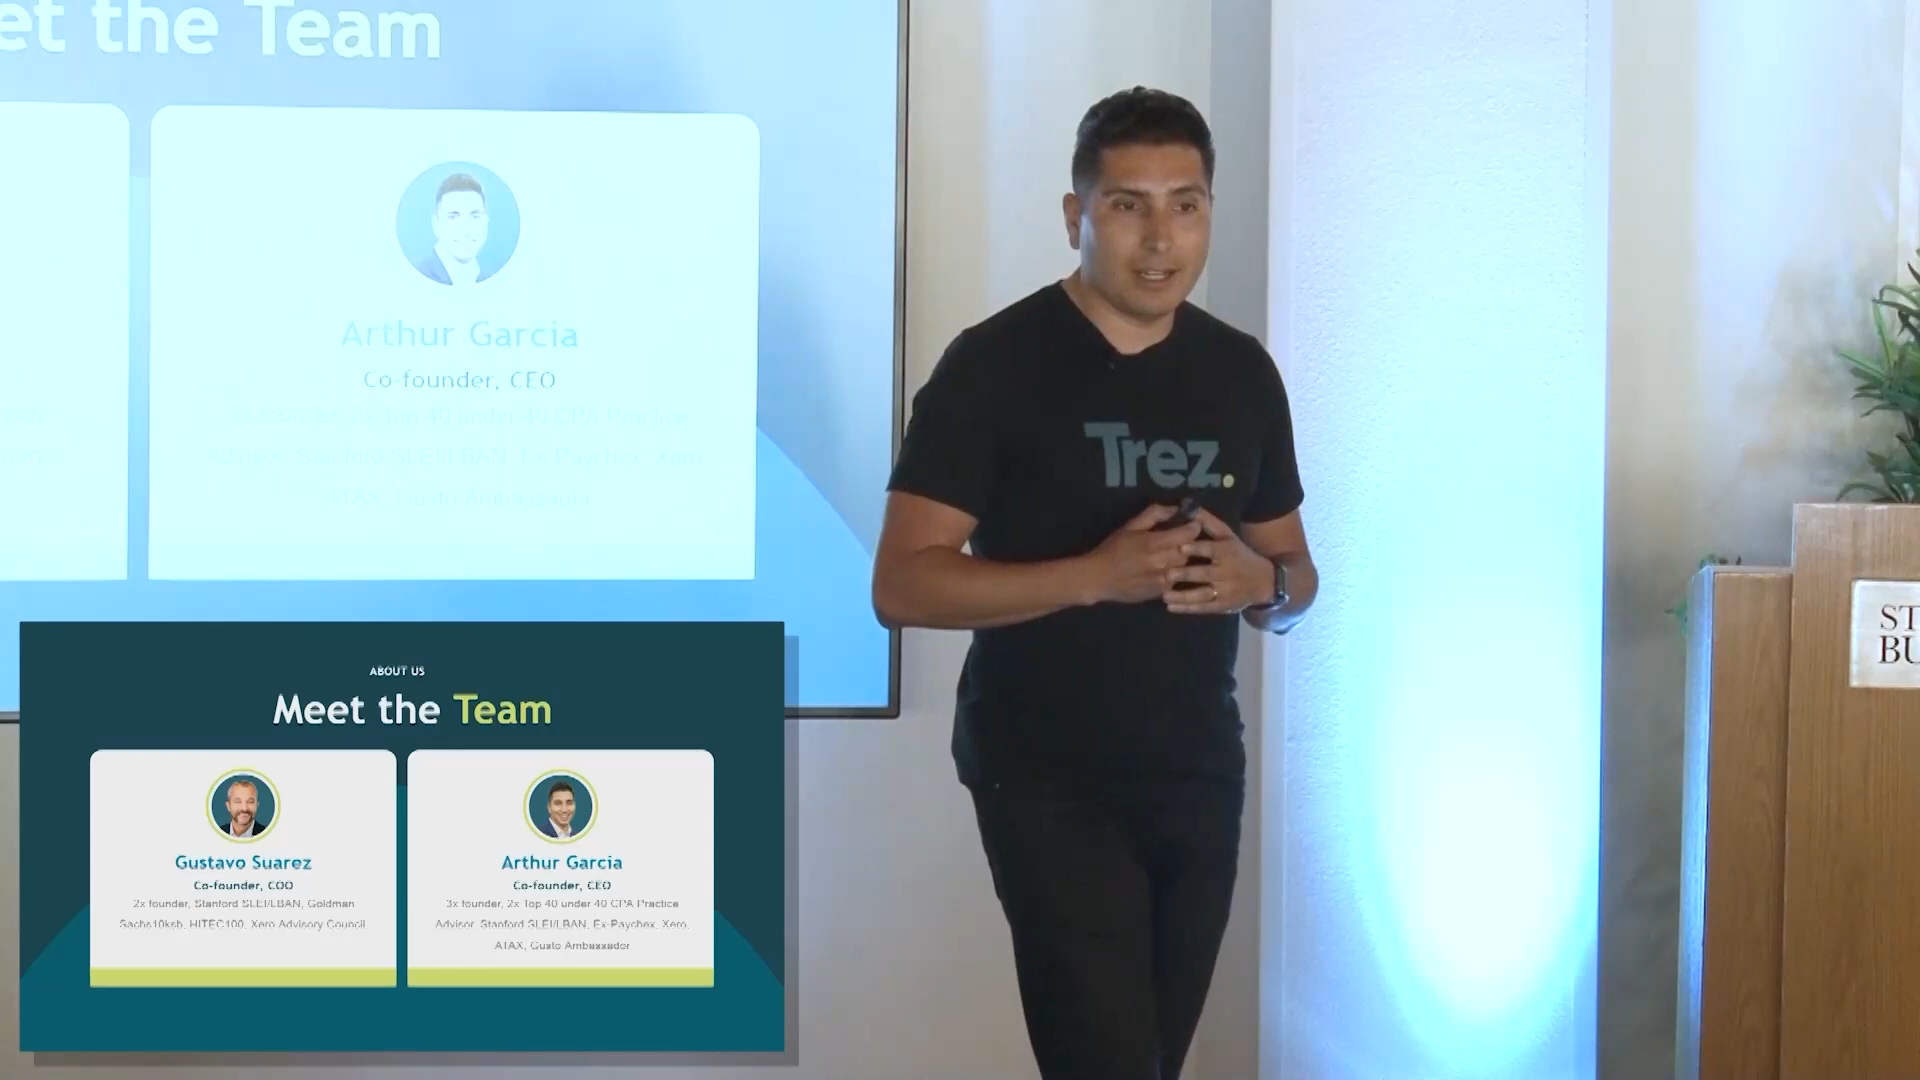 et the Team
Arthur Garcia
Co-founder, CEO
Trez.
ABOUT US
Meet the Team
Gustavo Suarez
Co-founder, COO
2x founder, Stanford SLEI/LBAN, Goldman
Sachs10ksb, HITEC100, Xero Advisory Council
Arthur Garcia
Co-founder, CEO
3x founder, 2x Top 40 under 40 CPA Practice
Advisor, Stanford SLEI/LBAN, Ex-Paychex, Xero,
ATAX, Gusto Ambassador
ST
BU